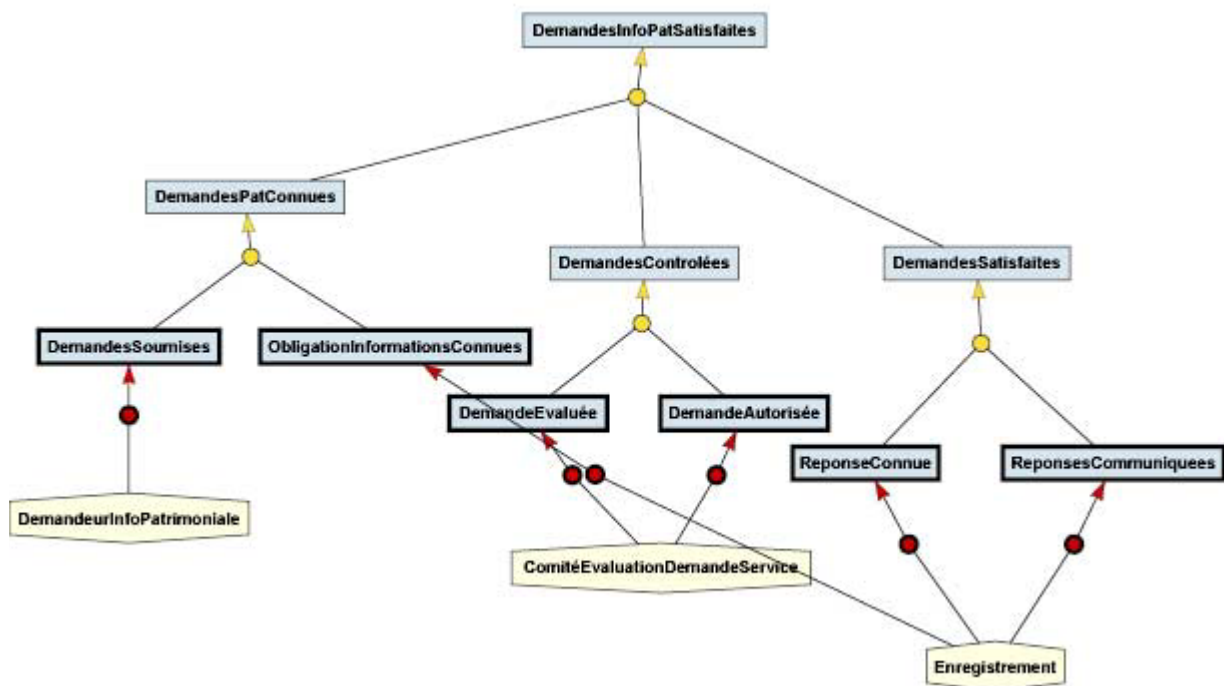 DemandesInfoPatSatisfaites
DemandesPatConnues
DemandesControlées
DemandesSatisfaites
DemandesSoumises
ObligationInformationsConnues
DemandeEvaluée
DemandeAutorisée
ReponseConnue
ReponsesCommuniquees
DemandeurInfoPatrimoniale
ComitéEvaluationDemandeService
Enregistrement